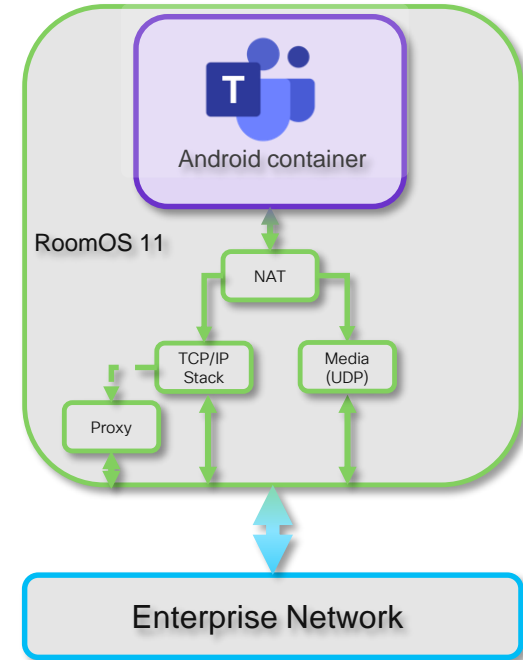 T
Android container
RoomOS 11
NAT
TCP/IP
Stack
Media
(UDP)
Proxy
Enterprise Network